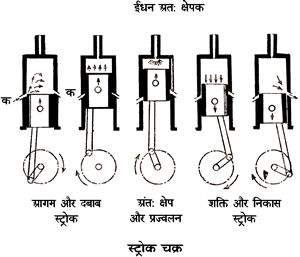 ईंधन अंत: क्षेपक
क
क
आगम और दबाब
स्ट्रोक
अंत: क्षेप
और प्रज्वलन
शक्ति और निकास
स्ट्रोक
स्ट्रोक चक्र